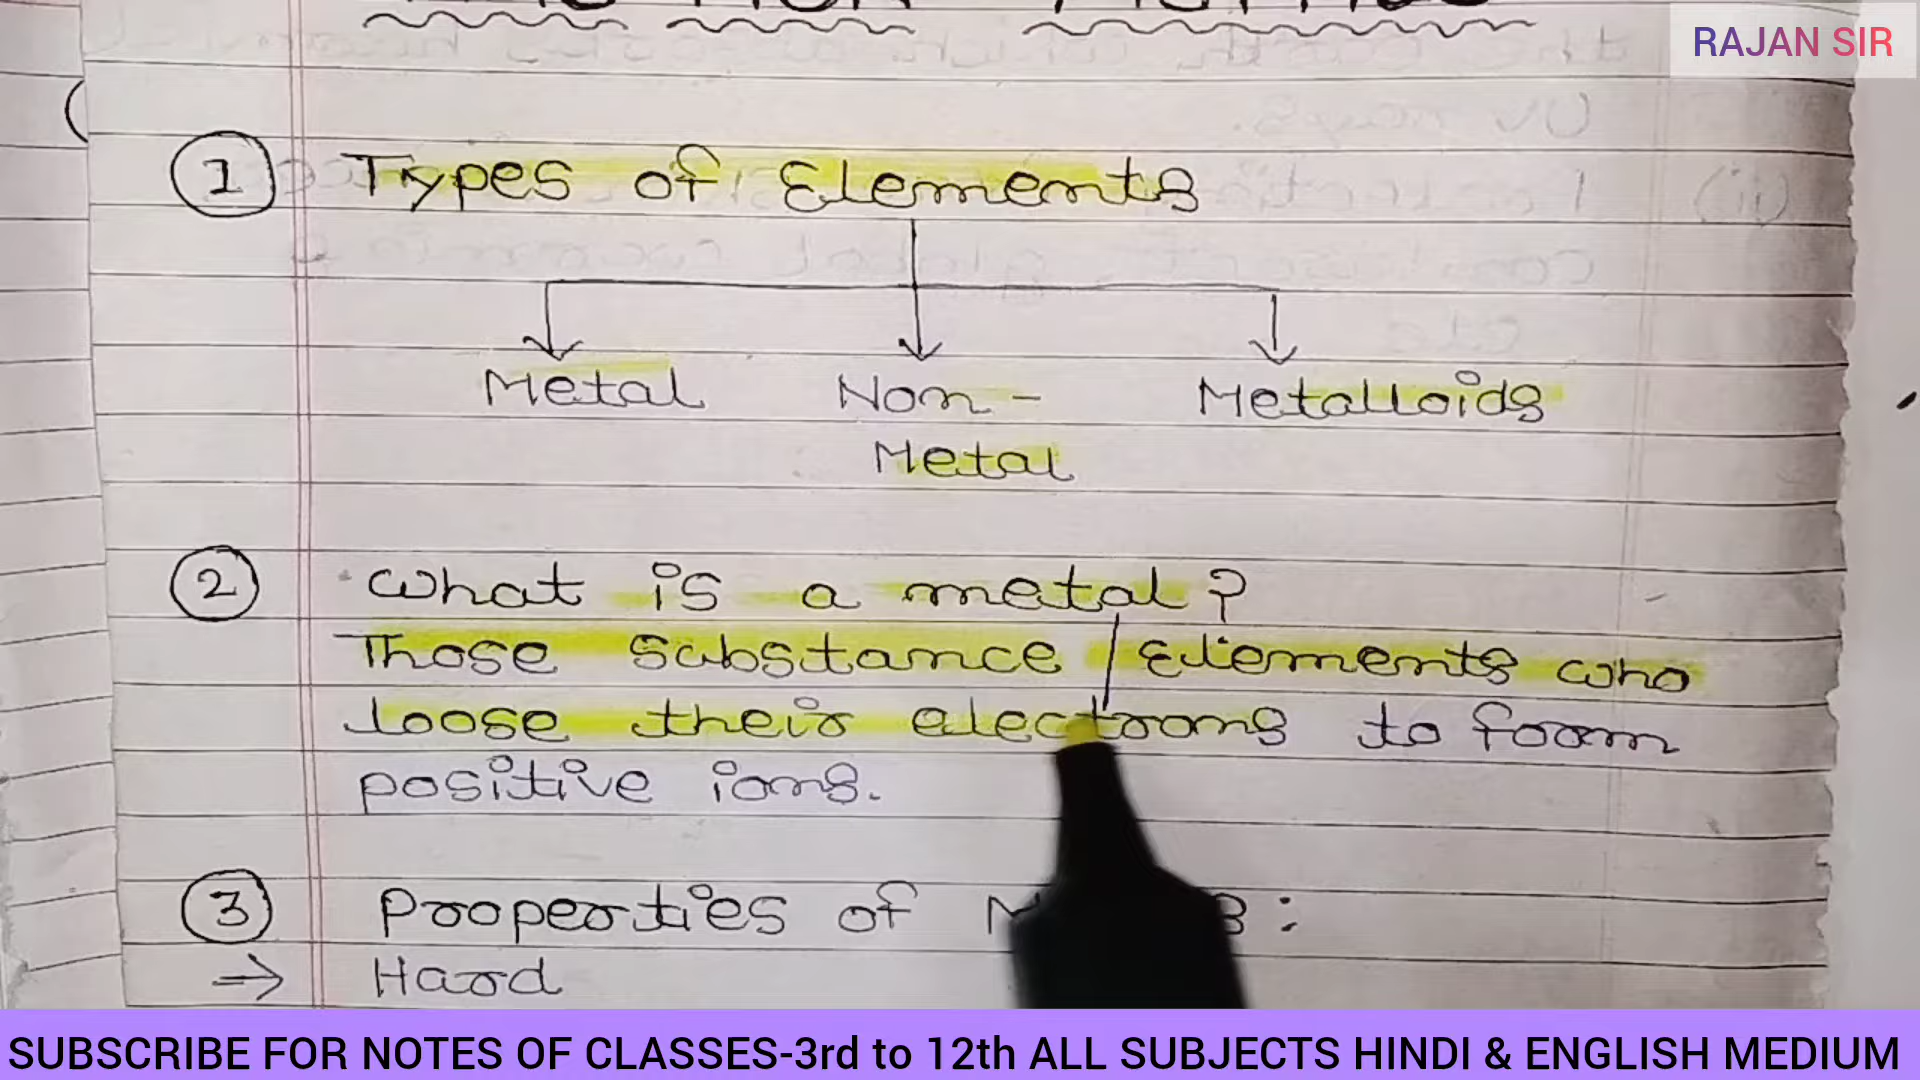 RAJAN SIR
1 Types of Elements
Metal Non- Metalloids
Metal
2 What is a metal?
Those Substance / Elements who
loose their electrons to form
positive ions.
3 Properties of
→ Hard
SUBSCRIBE FOR NOTES OF CLASSES-3rd to 12th ALL SUBJECTS HINDI & ENGLISH MEDIUM